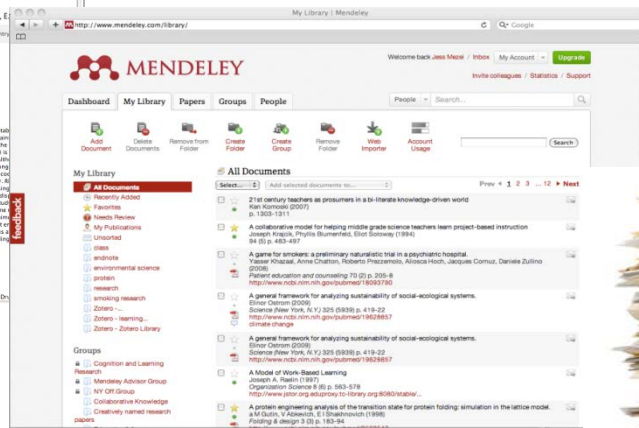 My Library | Mendeley
http://www.mendeley.com/library/
Google
MENDELEY
Welcome back Jess Mezei / Inbox My Account Upgrade
Invite colleagues / Statistics / Support
Dashboard My Library Papers Groups People
People Search...
Add Document
Delete Documents
Remove from Folder
Create Folder
Create Group
Remove Folder
Web Importer
Account Usage
Search
feedback
My Library
All Documents
Recently Added
Favorites
Needs Review
My Publications
Unsorted
class
endnote
environmental science
protein
research
smoking research
Zotero -...
Zotero - learning...
Zotero - Zotero Library
Groups
Cognition and Learning
Research
Mendeley Advisor Group
NY Off.Group
Collaborative Knowledge
Creatively named research
papers
All Documents
Select... Add selected documents to... Prev 1 2 3 ... 12 Next
21st century teachers as prosumers in a bi-literate knowledge-driven world
Ken Komoski (2007)
p. 1303-1311
A collaborative model for helping middle grade science teachers learn project-based instruction
Joseph Krajcik, Phyllis Blumenfeld, Elliot Soloway (1994)
94 (5) p. 483-497
A game for smokers: a preliminary naturalistic trial in a psychiatric hospital.
Yasser Khazaal, Anne Chatton, Roberto Prezzemolo, Aliosca Hoch, Jacques Cornuz, Daniele Zullino
(2008)
Patient education and counseling 70 (2) p. 205-8
http://www.ncbi.nlm.nih.gov/pubmed/18093790
A general framework for analyzing sustainability of social-ecological systems.
Elinor Ostrom (2009)
Science (New York, N.Y.) 325 (5939) p. 419-22
http://www.ncbi.nlm.nih.gov/pubmed/19628857
climate change
A general framework for analyzing sustainability of social-ecological systems.
Elinor Ostrom (2009)
Science (New York, N.Y.) 325 (5939) p. 419-22
http://www.ncbi.nlm.nih.gov/pubmed/19628857
A Model of Work-Based Learning
Joseph A. Raelin (1997)
Organization Science 8 (6) p. 563-578
http://www.jstor.org.eduproxy.tc-library.org:8080/stable/...
A protein engineering analysis of the transition state for protein folding: simulation in the lattice model.
a M Gutin, V Abkevich, E I Shakhnovich (1998)
Folding & design 3 (3) p. 183-94